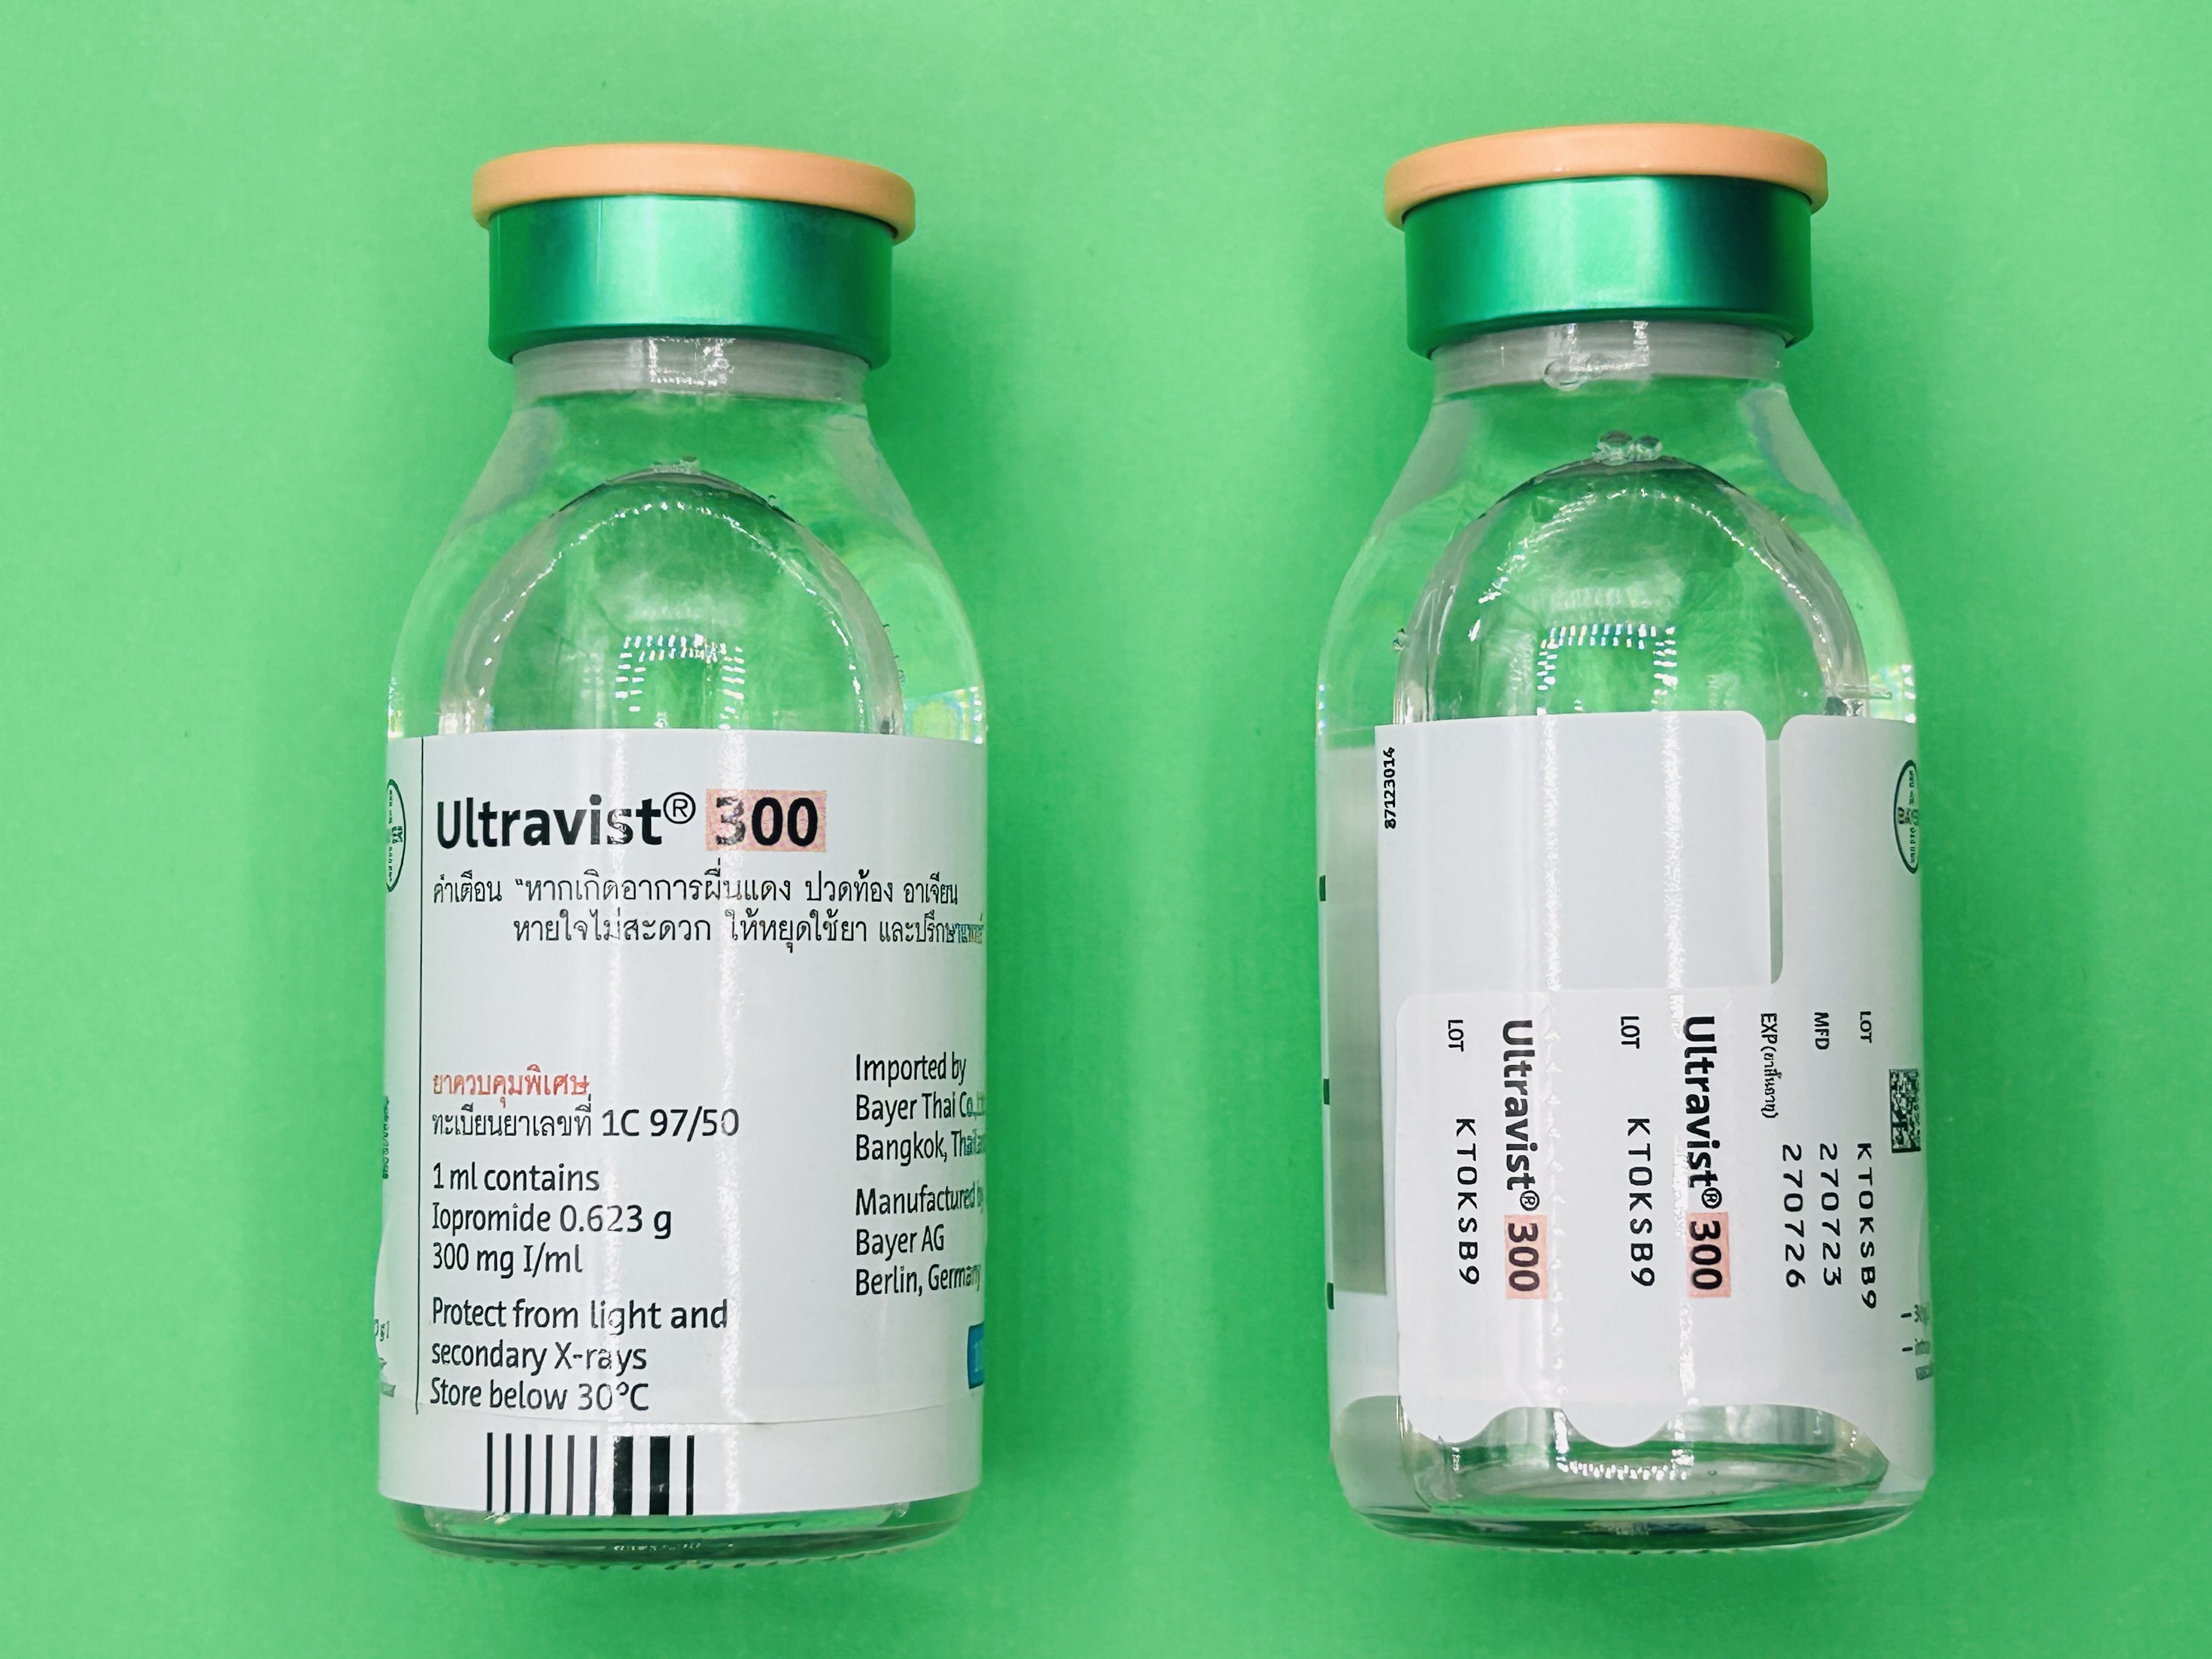 Ultravist® 300
คำเตือน "หากเกิดอาการผื่นแดง ปวดท้อง อาเจียน
หายใจไม่สะดวก ให้หยุดใช้ยา และปรึกษา
ยาควบคุมพิเศษ
ทะเบียนยาเลขที่ 1C 97/50
1 ml contains
Iopromide 0.623 g
300 mg I/ml
Protect from light and
secondary X-rays
Store below 30°C
Imported by
Bayer Thai Co.
Bangkok,
Manufactured
Bayer AG
Berlin, Germany
87123014
LOT KTOKSB9
MFD 270723
EXP (ยาสิ้นอายุ) 270726
Ultravist® 300
LOT KTOKSB9
Ultravist® 300
LOT KTOKSB9